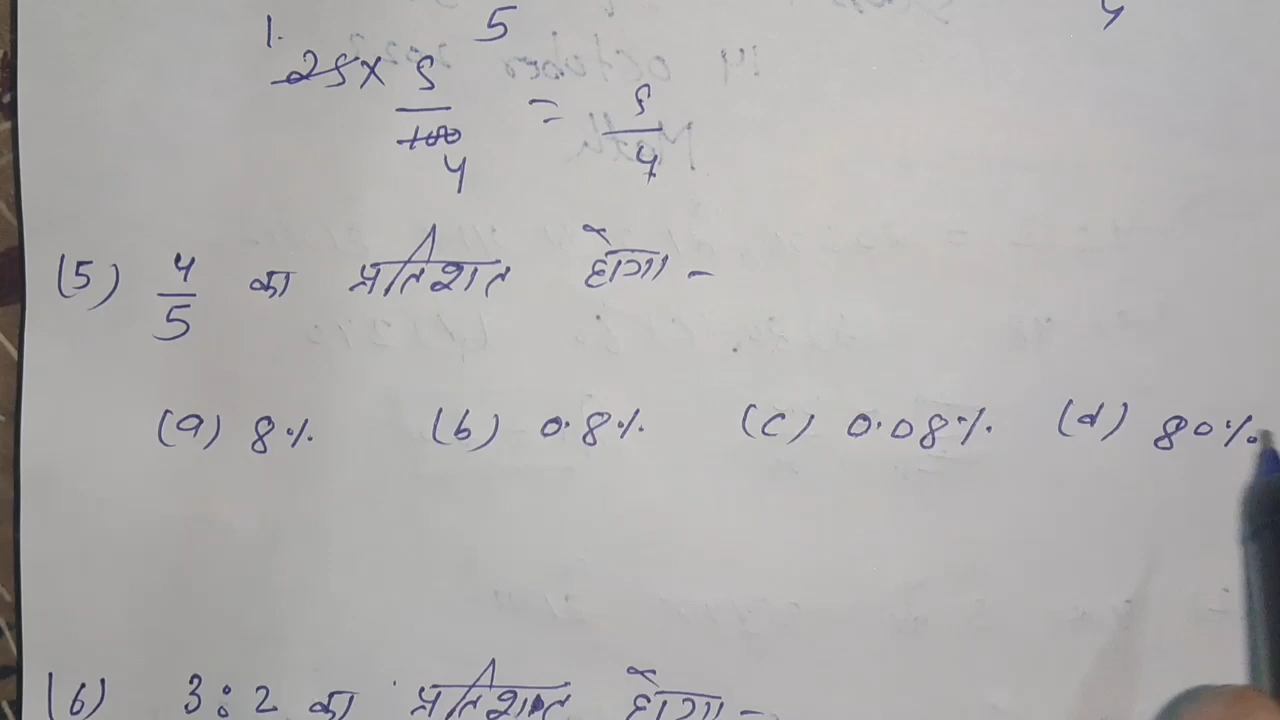 5
4
1.
25 × 5/100 = 5/4
4
(5) 4/5 का प्रतिशत होगा -
(a) 8% (b) 0.8% (c) 0.08% (d) 80%
(6) 3:2 का प्रतिशत होगा -